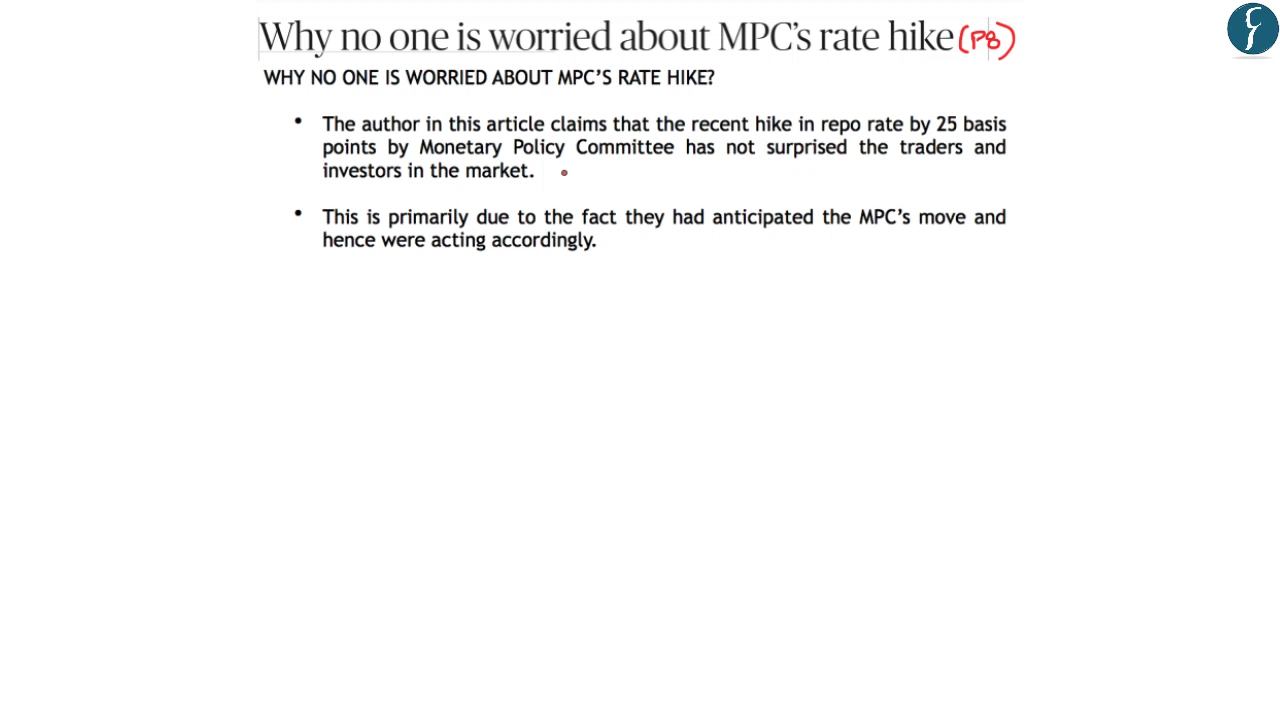 Why no one is worried about MPC's rate hike (P8)
WHY NO ONE IS WORRIED ABOUT MPC'S RATE HIKE?
• The author in this article claims that the recent hike in repo rate by 25 basis
points by Monetary Policy Committee has not surprised the traders and
investors in the market.
• This is primarily due to the fact they had anticipated the MPC's move and
hence were acting accordingly.